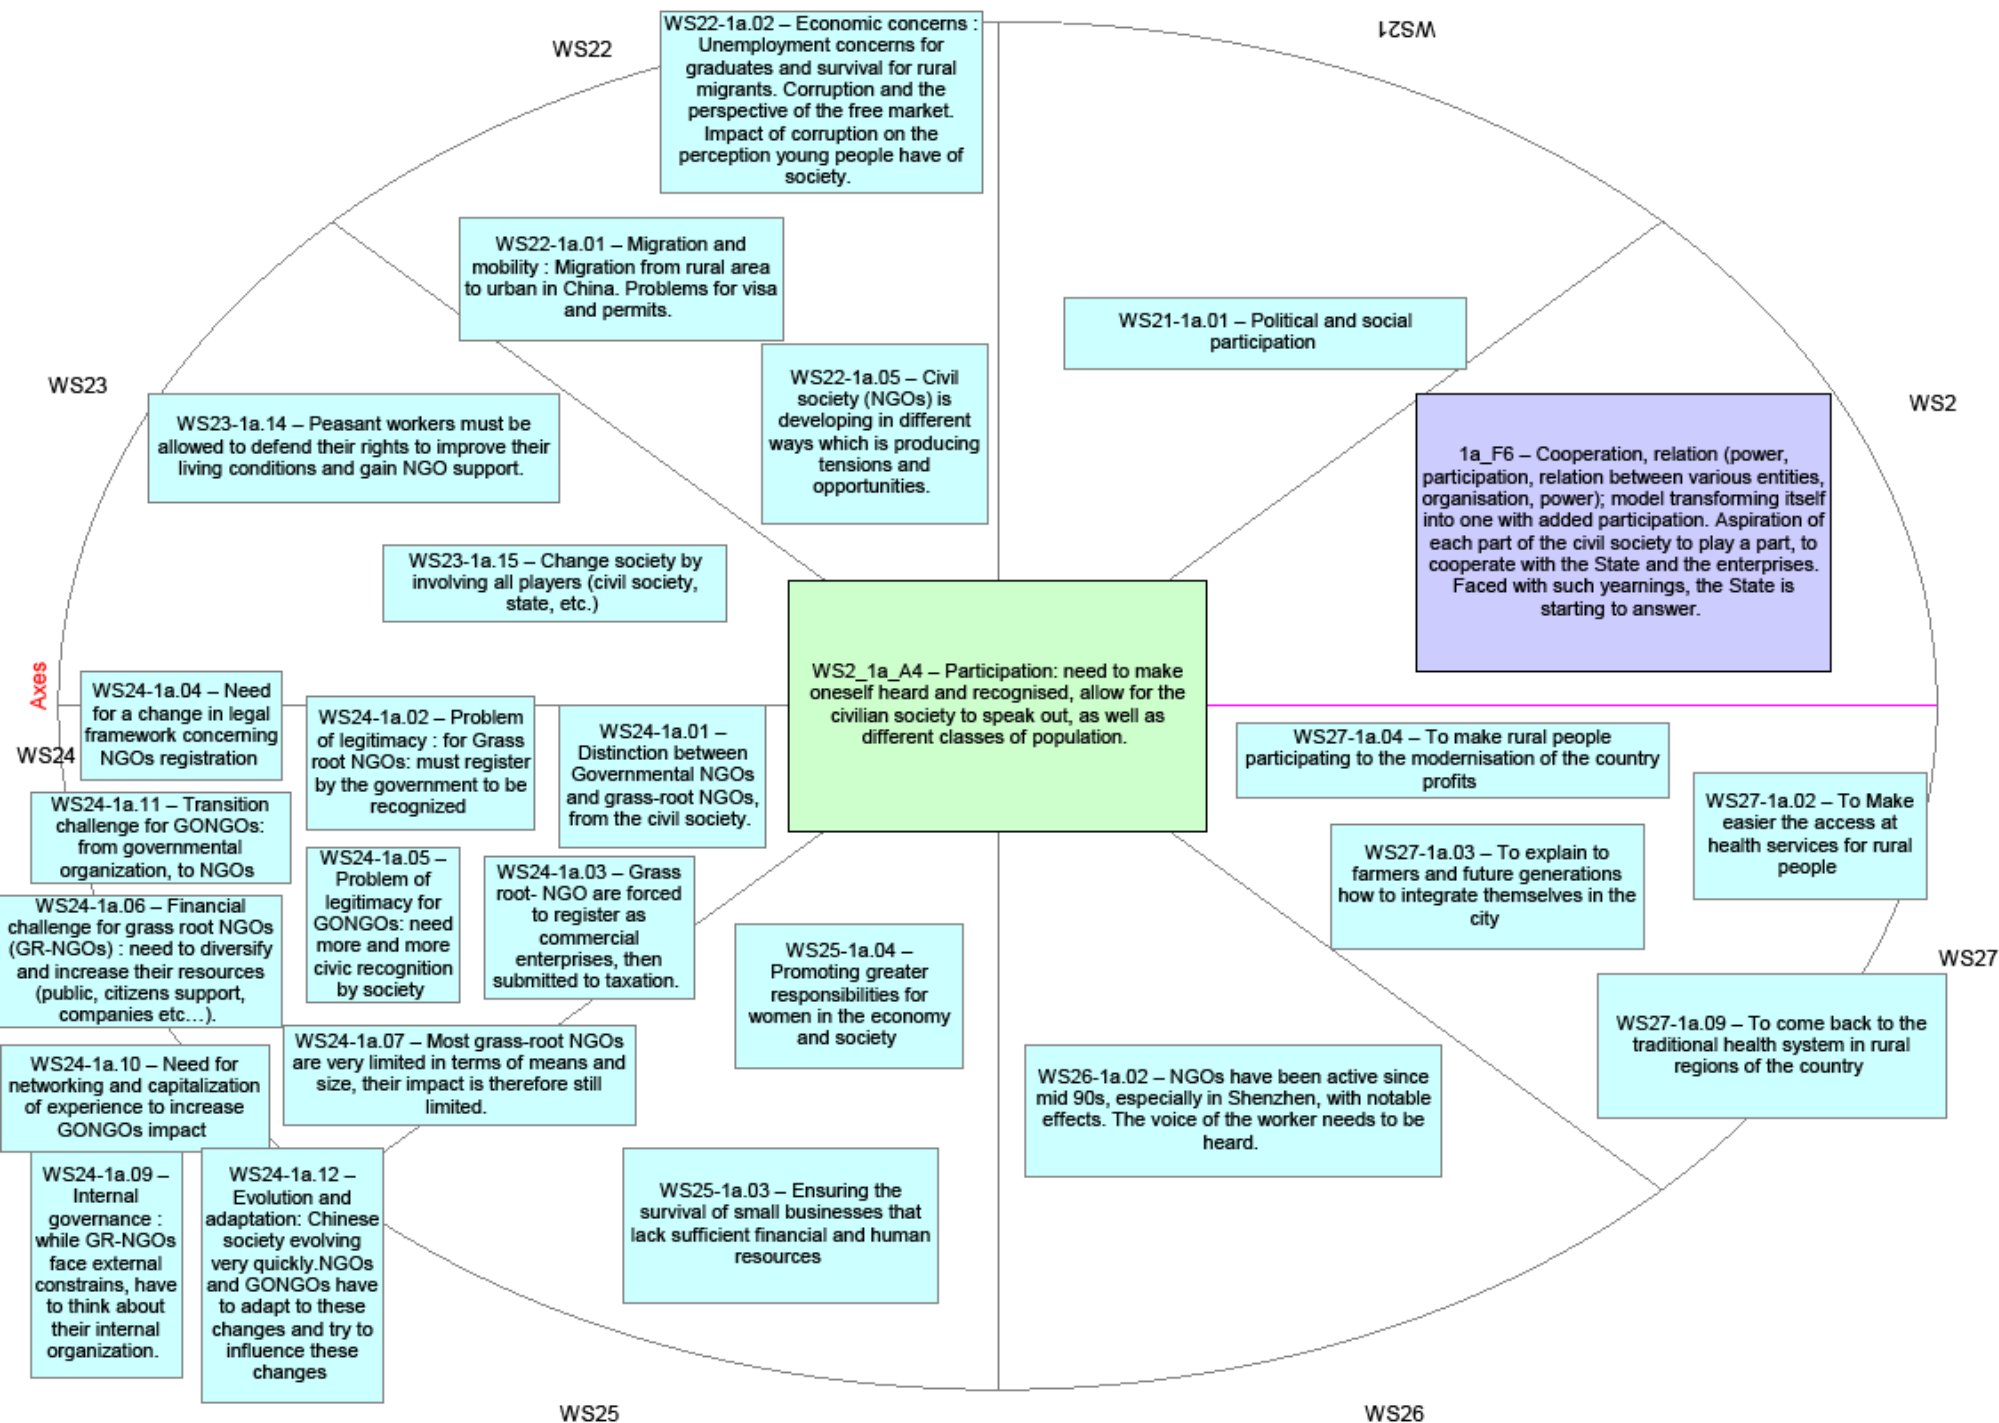 WS22-1a.02 – Economic concerns :
Unemployment concerns for
graduates and survival for rural
migrants. Corruption and the
perspective of the free market.
Impact of corruption on the
perception young people have of
society.
WS22
WS21
WS22-1a.01 – Migration and
mobility : Migration from rural area
to urban in China. Problems for visa
and permits.
WS21-1a.01 – Political and social
participation
WS23
WS22-1a.05 – Civil
society (NGOs) is
developing in different
ways which is producing
tensions and
opportunities.
WS2
WS23-1a.14 – Peasant workers must be
allowed to defend their rights to improve their
living conditions and gain NGO support.
1a_F6 – Cooperation, relation (power,
participation, relation between various entities,
organisation, power); model transforming itself
into one with added participation. Aspiration of
each part of the civil society to play a part, to
cooperate with the State and the enterprises.
Faced with such yearnings, the State is
starting to answer.
WS23-1a.15 – Change society by
involving all players (civil society,
state, etc.)
Axes
WS2_1a_A4 – Participation: need to make
oneself heard and recognised, allow for the
civilian society to speak out, as well as
different classes of population.
WS24-1a.04 – Need
for a change in legal
framework concerning
NGOs registration
WS24
WS24-1a.02 – Problem
of legitimacy : for Grass
root NGOs: must register
by the government to be
recognized
WS24-1a.01 –
Distinction between
Governmental NGOs
and grass-root NGOs,
from the civil society.
WS27-1a.04 – To make rural people
participating to the modernisation of the country
profits
WS27-1a.02 – To Make
easier the access at
health services for rural
people
WS24-1a.11 – Transition
challenge for GONGOs:
from governmental
organization, to NGOs
WS24-1a.05 –
Problem of
legitimacy for
GONGOs: need
more and more
civic recognition
by society
WS24-1a.03 – Grass
root- NGO are forced
to register as
commercial
enterprises, then
submitted to taxation.
WS27-1a.03 – To explain to
farmers and future generations
how to integrate themselves in the
city
WS24-1a.06 – Financial
challenge for grass root NGOs
(GR-NGOs) : need to diversify
and increase their resources
(public, citizens support,
companies etc…).
WS25-1a.04 –
Promoting greater
responsibilities for
women in the economy
and society
WS27
WS27-1a.09 – To come back to the
traditional health system in rural
regions of the country
WS24-1a.07 – Most grass-root NGOs
are very limited in terms of means and
size, their impact is therefore still
limited.
WS24-1a.10 – Need for
networking and capitalization
of experience to increase
GONGOs impact
WS26-1a.02 – NGOs have been active since
mid 90s, especially in Shenzhen, with notable
effects. The voice of the worker needs to be
heard.
WS24-1a.09 –
Internal
governance :
while GR-NGOs
face external
constrains, have
to think about
their internal
organization.
WS24-1a.12 –
Evolution and
adaptation: Chinese
society evolving
very quickly.NGOs
and GONGOs have
to adapt to these
changes and try to
influence these
changes
WS25-1a.03 – Ensuring the
survival of small businesses that
lack sufficient financial and human
resources
WS25
WS26